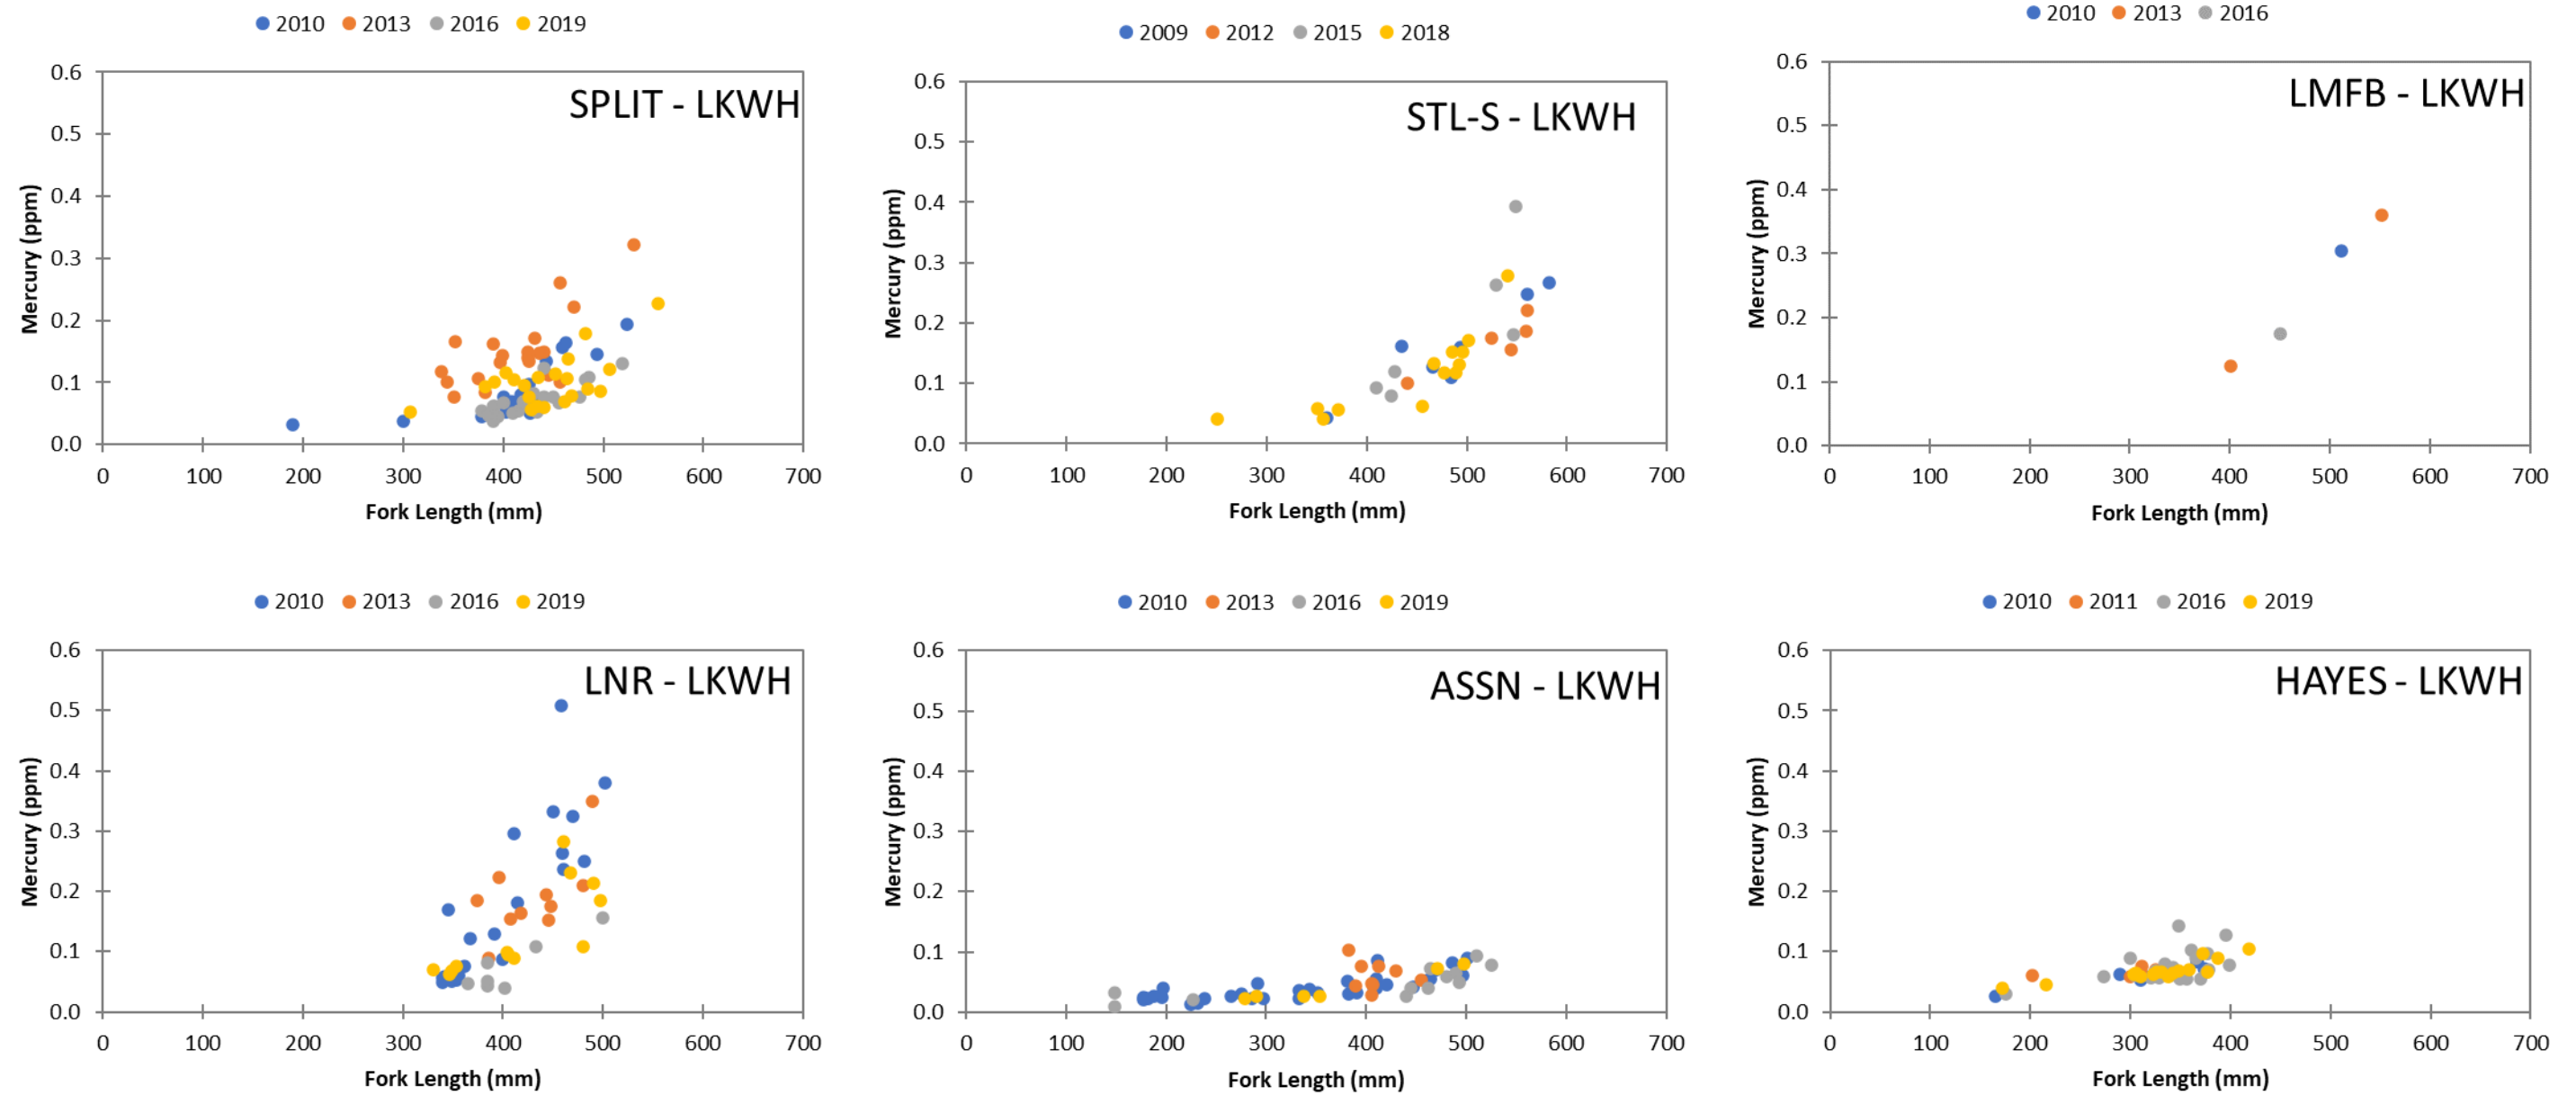 2010 2013 2016 2019
SPLIT - LKWH
Mercury (ppm)
0.6
0.5
0.4
0.3
0.2
0.1
0.0
0 100 200 300 400 500 600 700
Fork Length (mm)
2009 2012 2015 2018
STL-S - LKWH
Mercury (ppm)
0.6
0.5
0.4
0.3
0.2
0.1
0.0
0 100 200 300 400 500 600 700
Fork Length (mm)
2010 2013 2016
LMFB - LKWH
Mercury (ppm)
0.6
0.5
0.4
0.3
0.2
0.1
0.0
0 100 200 300 400 500 600 700
Fork Length (mm)
2010 2013 2016 2019
LNR - LKWH
Mercury (ppm)
0.6
0.5
0.4
0.3
0.2
0.1
0.0
0 100 200 300 400 500 600 700
Fork Length (mm)
2010 2013 2016 2019
ASSN - LKWH
Mercury (ppm)
0.6
0.5
0.4
0.3
0.2
0.1
0.0
0 100 200 300 400 500 600 700
Fork Length (mm)
2010 2011 2016 2019
HAYES - LKWH
Mercury (ppm)
0.6
0.5
0.4
0.3
0.2
0.1
0.0
0 100 200 300 400 500 600 700
Fork Length (mm)